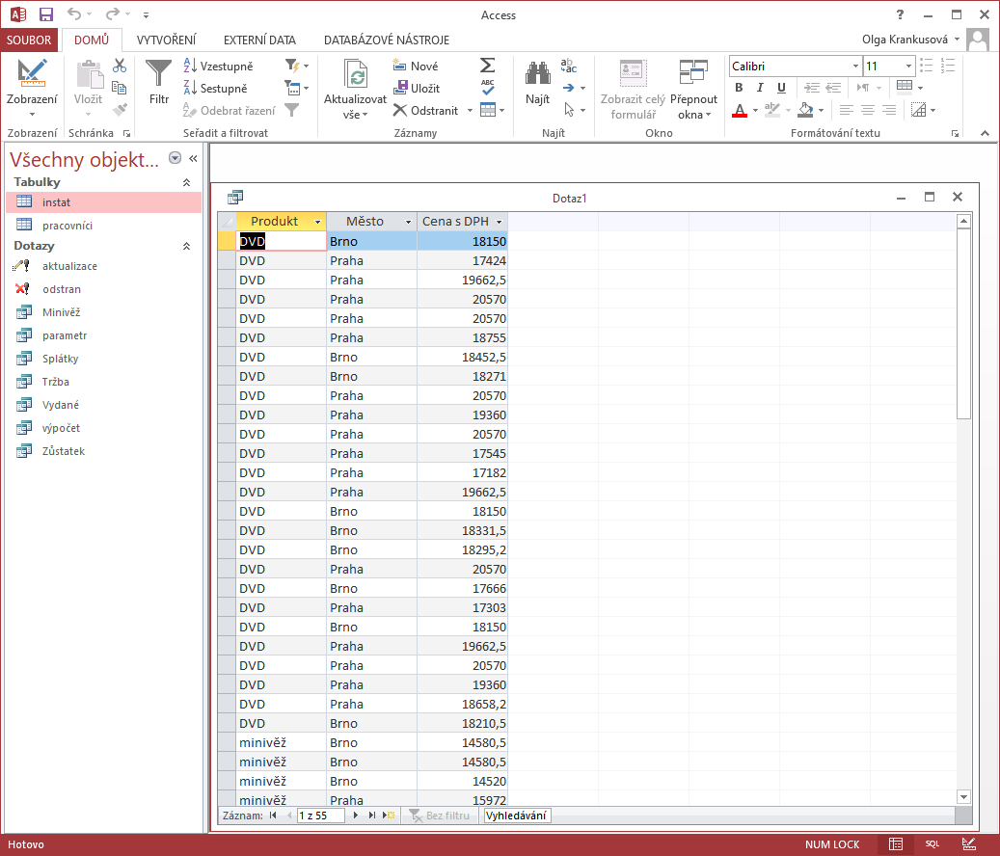 Access
?
SOUBOR DOMŮ VYTVOŘENÍ EXTERNÍ DATA DATABÁZOVÉ NÁSTROJE Olga Krankusová
Zobrazení
Zobrazení
Vložit
Schránka
Filtr
Vzestupně
Sestupně
Odebrat řazení
Seřadit a filtrovat
Aktualizovat vše
Nové
Uložit
Odstranit
Záznamy
Najít
Najít
Zobrazit celý formulář
Přepnout okna
Okno
Calibri 11
B I U
Formátování textu
Všechny objekt...
Tabulky
instat
pracovníci
Dotazy
aktualizace
odstran
Minivěž
parametr
Splátky
Tržba
Vydané
výpočet
Zůstatek
Dotaz1
Produkt Město Cena s DPH
DVD Brno 18150
DVD Praha 17424
DVD Praha 19662,5
DVD Praha 20570
DVD Praha 20570
DVD Praha 18755
DVD Brno 18452,5
DVD Brno 18271
DVD Praha 20570
DVD Praha 19360
DVD Praha 20570
DVD Praha 17545
DVD Praha 17182
DVD Praha 19662,5
DVD Brno 18150
DVD Brno 18331,5
DVD Brno 18295,2
DVD Praha 20570
DVD Brno 17666
DVD Praha 17303
DVD Brno 18150
DVD Praha 19662,5
DVD Praha 20570
DVD Praha 19360
DVD Praha 18658,2
DVD Brno 18210,5
minivěž Brno 14580,5
minivěž Brno 14580,5
minivěž Brno 14520
minivěž Praha 15972
Záznam: 1 z 55 Bez filtru Vyhledávání
Hotovo NUM LOCK SQL